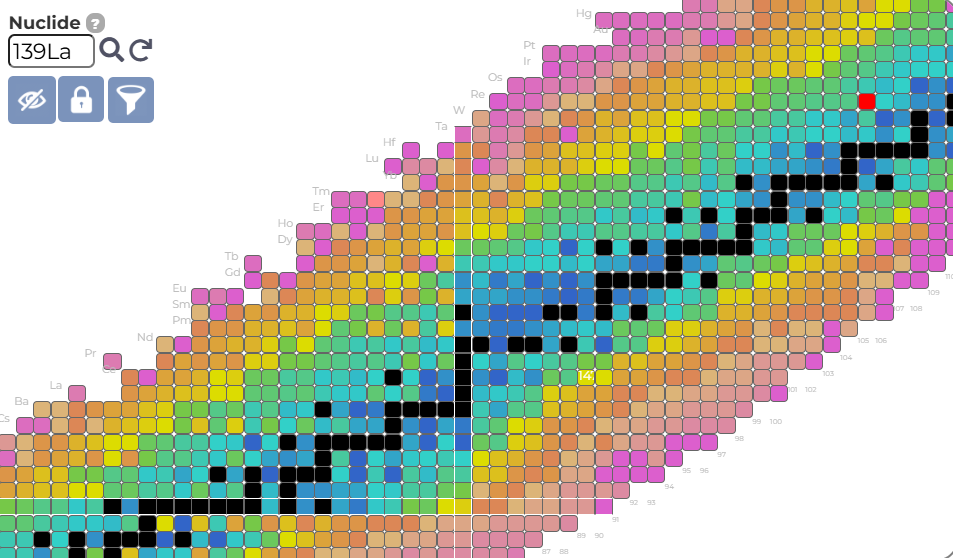 Nuclide ?
139La
Hg
Au
Pt
Ir
Os
Re
W
Ta
Hf
Lu
Yb
Tm
Er
Ho
Dy
Tb
Gd
Eu
Sm
Pm
Nd
Pr
Ce
La
Ba
Cs
14
110
109
107 108
105 106
104
103
101 102
99 100
98
97
95 96
94
92 93
91
89 90
87 88